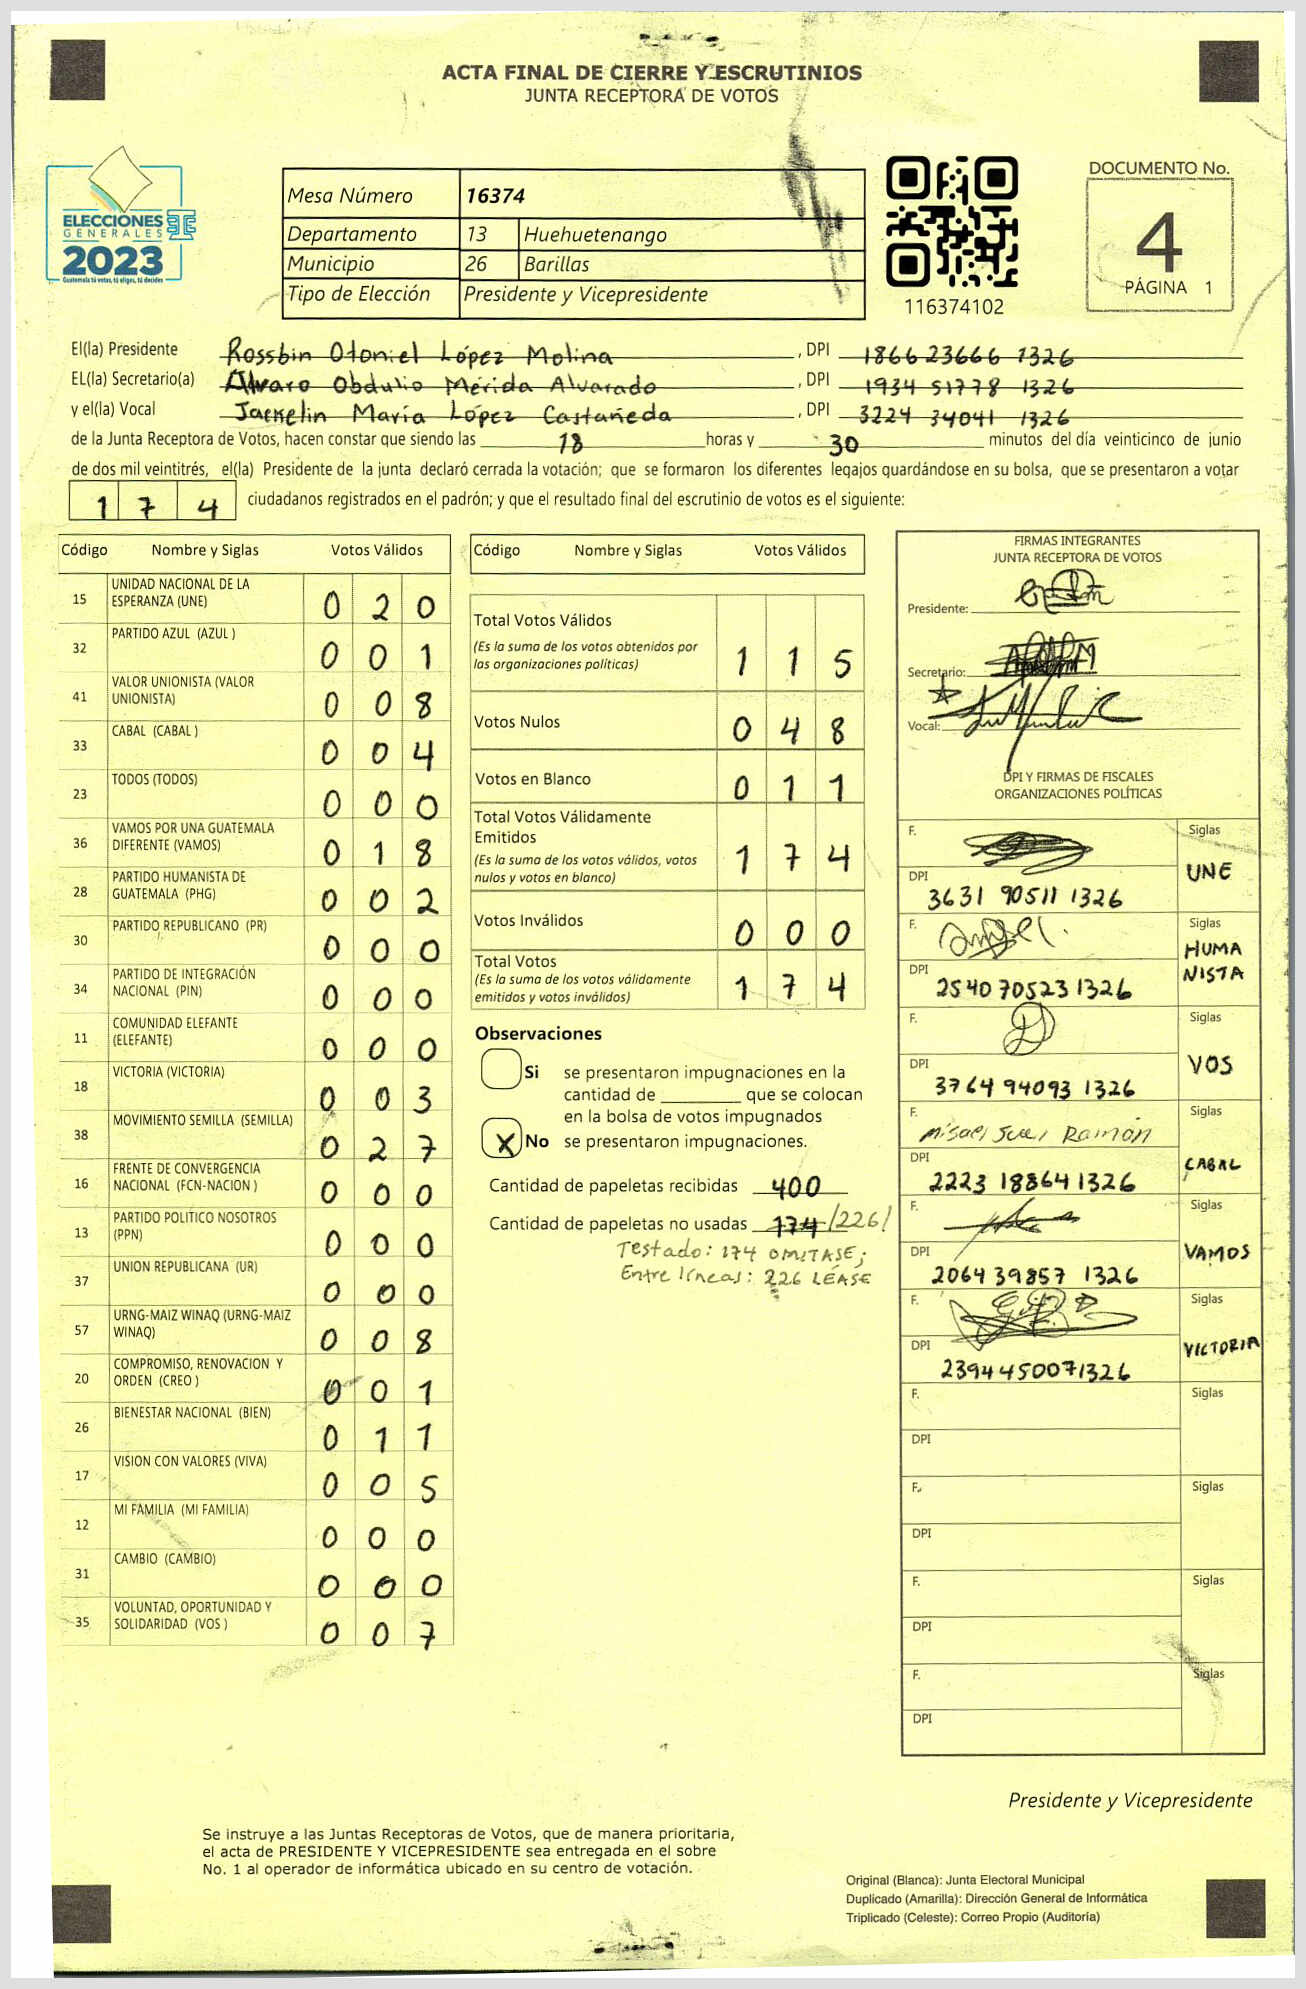 ACTA FINAL DE CIERRE Y ESCRUTINIOS
JUNTA RECEPTORA DE VOTOS
ELECCIONES
GENERALES
2023
Guatemala tú votas, tú eliges, tú decides
Mesa Número 16374
Departamento 13 Huehuetenango
Municipio 26 Barillas
Tipo de Elección Presidente y Vicepresidente
116374102
DOCUMENTO No.
4
PÁGINA 1
El(la) Presidente Rossbin Otoniel López Molina, DPI 1866 23666 1326
EL(la) Secretario(a) Alvaro Obdulio Mérida Alvarado, DPI 1934 51778 1326
y el(la) Vocal Jackelin María López Castañeda, DPI 3224 34041 1326
de la Junta Receptora de Votos, hacen constar que siendo las 18 horas y 30 minutos del día veinticinco de junio
de dos mil veintitrés, el(la) Presidente de la junta declaró cerrada la votación; que se formaron los diferentes legajos guardándose en su bolsa, que se presentaron a votar
174 ciudadanos registrados en el padrón; y que el resultado final del escrutinio de votos es el siguiente:
Código Nombre y Siglas Votos Válidos
15 UNIDAD NACIONAL DE LA ESPERANZA (UNE) 0 2 0
32 PARTIDO AZUL (AZUL ) 0 0 1
41 VALOR UNIONISTA (VALOR UNIONISTA) 0 0 8
33 CABAL (CABAL ) 0 0 4
23 TODOS (TODOS) 0 0 0
36 VAMOS POR UNA GUATEMALA DIFERENTE (VAMOS) 0 1 8
28 PARTIDO HUMANISTA DE GUATEMALA (PHG) 0 0 2
30 PARTIDO REPUBLICANO (PR) 0 0 0
34 PARTIDO DE INTEGRACIÓN NACIONAL (PIN) 0 0 0
11 COMUNIDAD ELEFANTE (ELEFANTE) 0 0 0
18 VICTORIA (VICTORIA) 0 0 3
38 MOVIMIENTO SEMILLA (SEMILLA) 0 2 7
16 FRENTE DE CONVERGENCIA NACIONAL (FCN-NACION ) 0 0 0
13 PARTIDO POLITICO NOSOTROS (PPN) 0 0 0
37 UNION REPUBLICANA (UR) 0 0 0
57 URNG-MAIZ WINAQ (URNG-MAIZ WINAQ) 0 0 8
20 COMPROMISO, RENOVACION Y ORDEN (CREO ) 0 0 1
26 BIENESTAR NACIONAL (BIEN) 0 1 1
17 VISION CON VALORES (VIVA) 0 0 5
12 MI FAMILIA (MI FAMILIA) 0 0 0
31 CAMBIO (CAMBIO) 0 0 0
35 VOLUNTAD, OPORTUNIDAD Y SOLIDARIDAD (VOS ) 0 0 7
Código Nombre y Siglas Votos Válidos
Total Votos Válidos
(Es la suma de los votos obtenidos por
las organizaciones políticas) 1 1 5
Votos Nulos 0 4 8
Votos en Blanco 0 1 1
Total Votos Válidamente
Emitidos
(Es la suma de los votos válidos, votos
nulos y votos en blanco) 1 7 4
Votos Inválidos 0 0 0
Total Votos
(Es la suma de los votos válidamente
emitidos y votos inválidos) 1 7 4
Observaciones
Si se presentaron impugnaciones en la
cantidad de ________ que se colocan
en la bolsa de votos impugnados
X No se presentaron impugnaciones.
Cantidad de papeletas recibidas 400
Cantidad de papeletas no usadas 174 /226/
Testado: 174 OMITASE;
Entre líneas: 226 LÉASE
FIRMAS INTEGRANTES
JUNTA RECEPTORA DE VOTOS
Presidente:
Secretario:
Vocal:
DPI Y FIRMAS DE FISCALES
ORGANIZACIONES POLÍTICAS
F. Siglas
UNE
DPI
3631 90511 1326
F. Siglas
HUMA
NISTA
DPI
2540 70523 1326
F. Siglas
VOS
DPI
3764 94093 1326
F. Siglas
Ramón
CABAL
DPI
2223 18864 1326
F. Siglas
VAMOS
DPI
2064 39857 1326
F. Siglas
VICTORIA
DPI
2394450071326
F. Siglas
DPI
F. Siglas
DPI
F. Siglas
DPI
F. Siglas
DPI
Presidente y Vicepresidente
Se instruye a las Juntas Receptoras de Votos, que de manera prioritaria,
el acta de PRESIDENTE Y VICEPRESIDENTE sea entregada en el sobre
No. 1 al operador de informática ubicado en su centro de votación.
Original (Blanca): Junta Electoral Municipal
Duplicado (Amarilla): Dirección General de Informática
Triplicado (Celeste): Correo Propio (Auditoría)